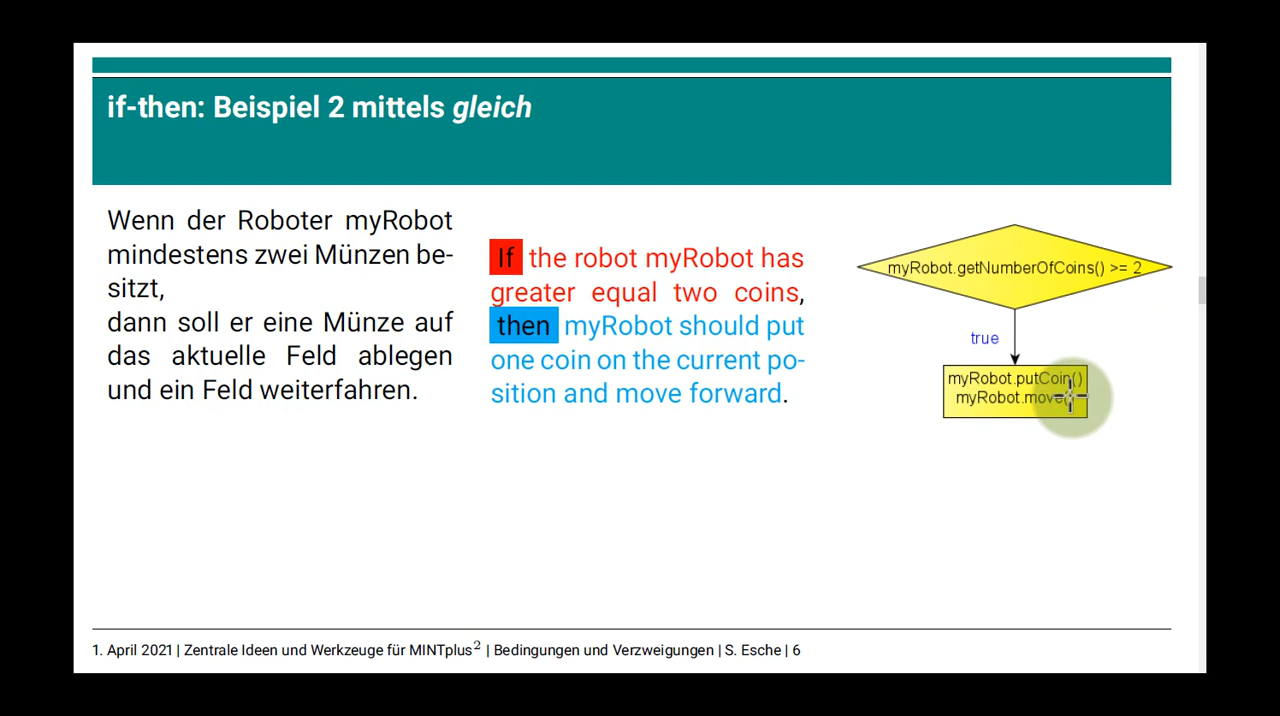 if-then: Beispiel 2 mittels gleich
Wenn der Roboter myRobot
mindestens zwei Münzen be-
sitzt,
dann soll er eine Münze auf
das aktuelle Feld ablegen
und ein Feld weiterfahren.
If the robot myRobot has
greater equal two coins,
then myRobot should put
one coin on the current po-
sition and move forward.
myRobot.getNumberOfCoins() >= 2
true
myRobot.putCoin()
myRobot.move()
1. April 2021 | Zentrale Ideen und Werkzeuge für MINTplus² | Bedingungen und Verzweigungen | S. Esche | 6